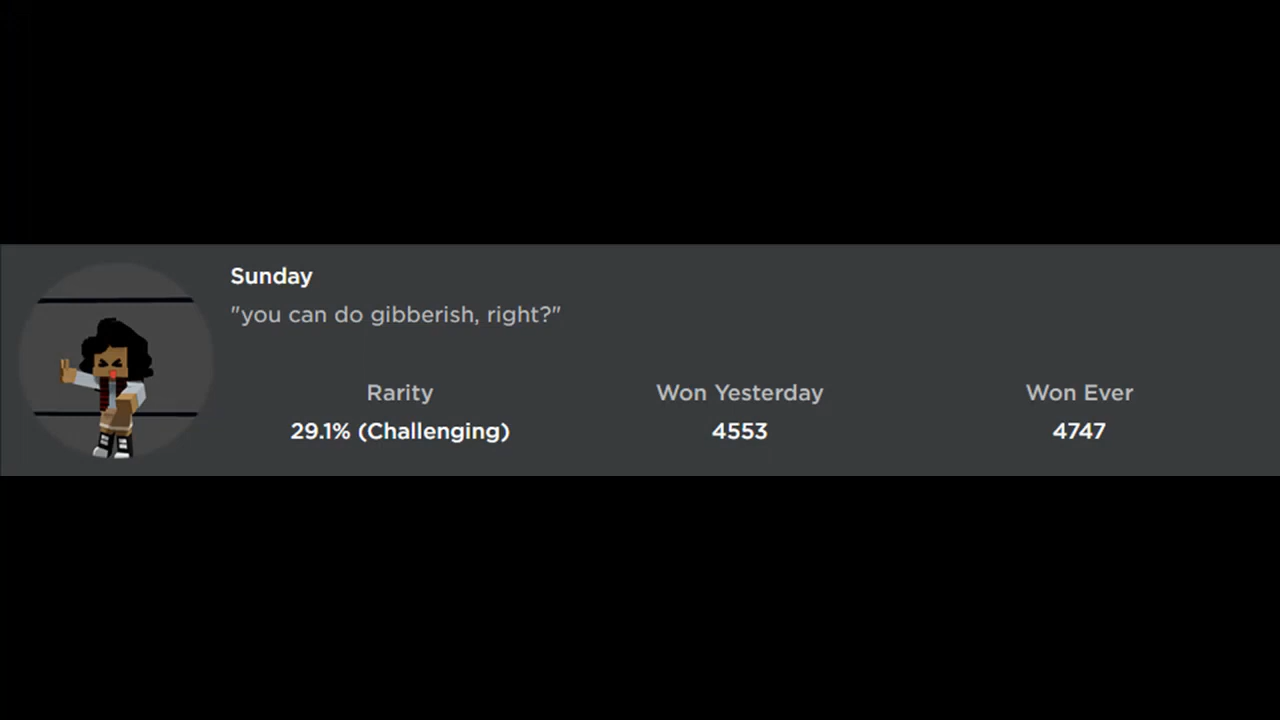 Sunday
"you can do gibberish, right?"
Rarity Won Yesterday Won Ever
29.1% (Challenging) 4553 4747